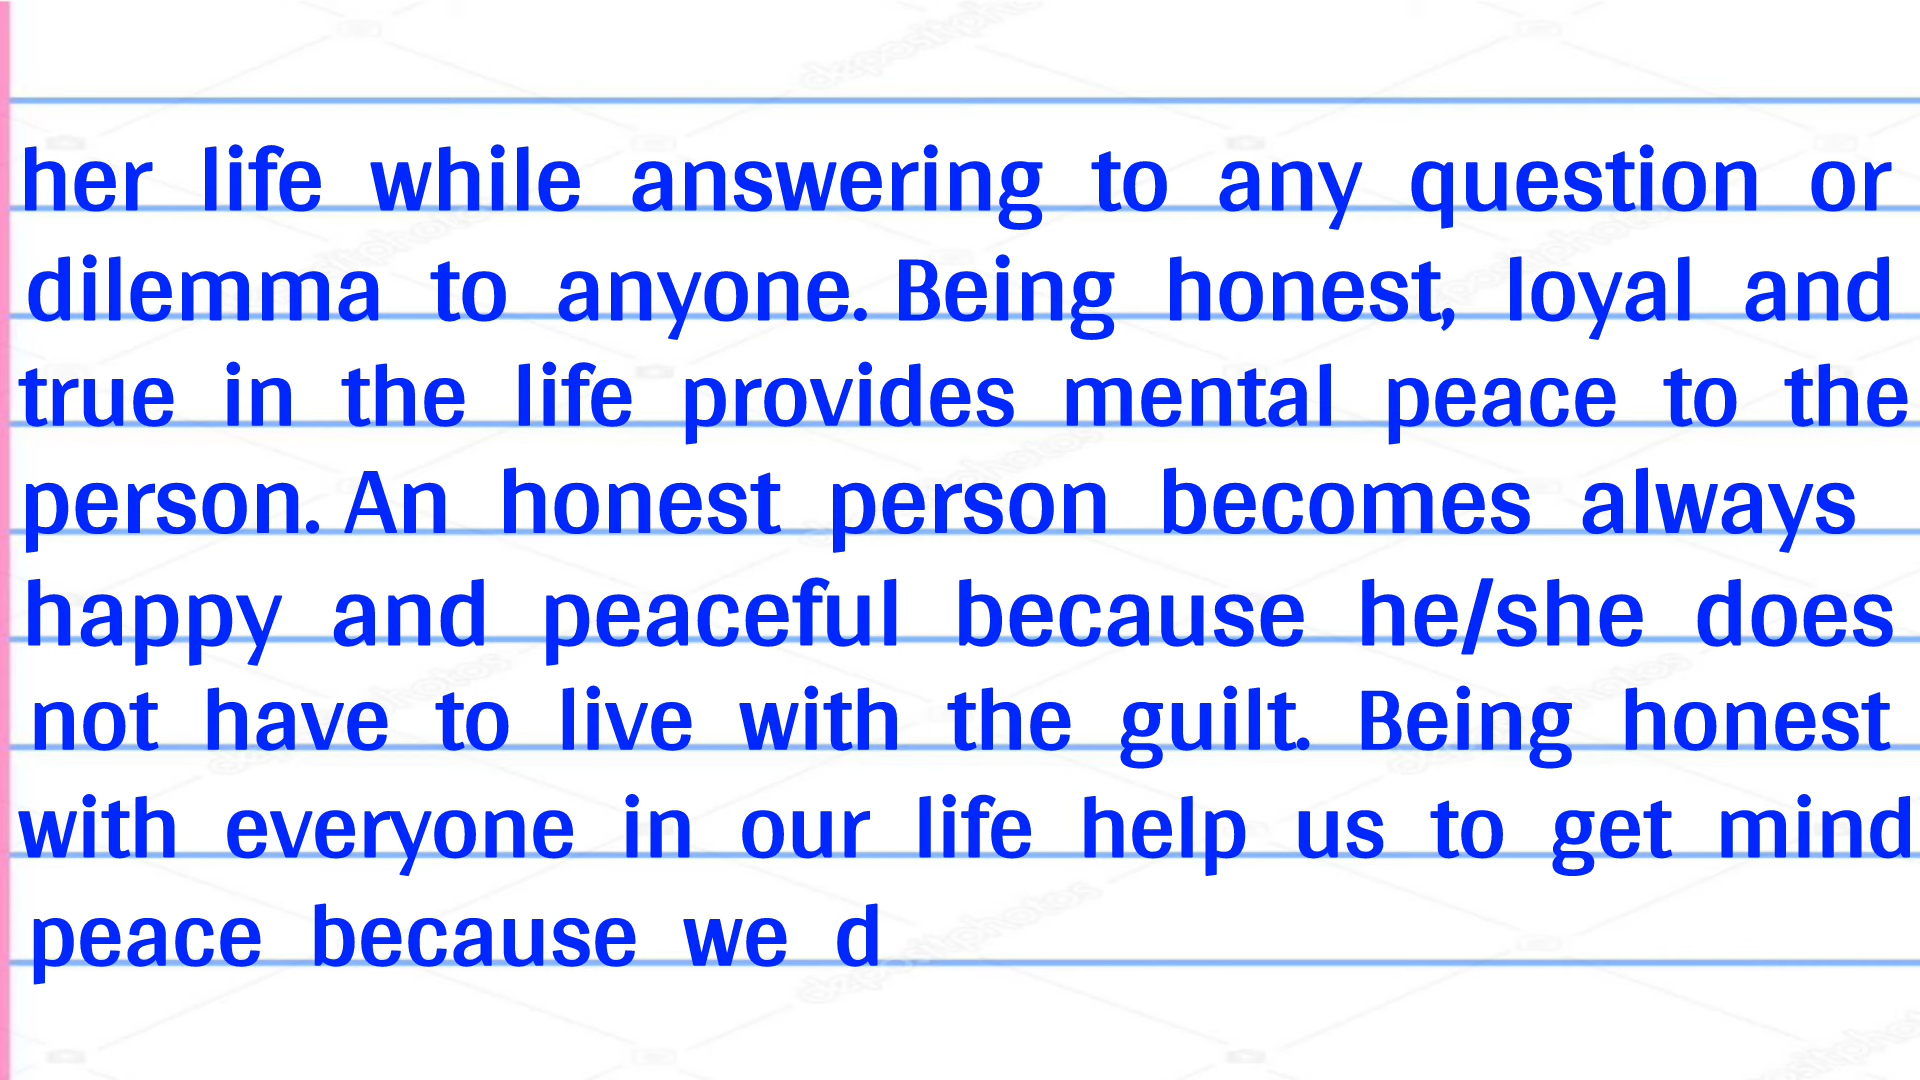 her life while answering to any question or
dilemma to anyone. Being honest, loyal and
true in the life provides mental peace to the
person. An honest person becomes always
happy and peaceful because he/she does
not have to live with the guilt. Being honest
with everyone in our life help us to get mind
peace because we d